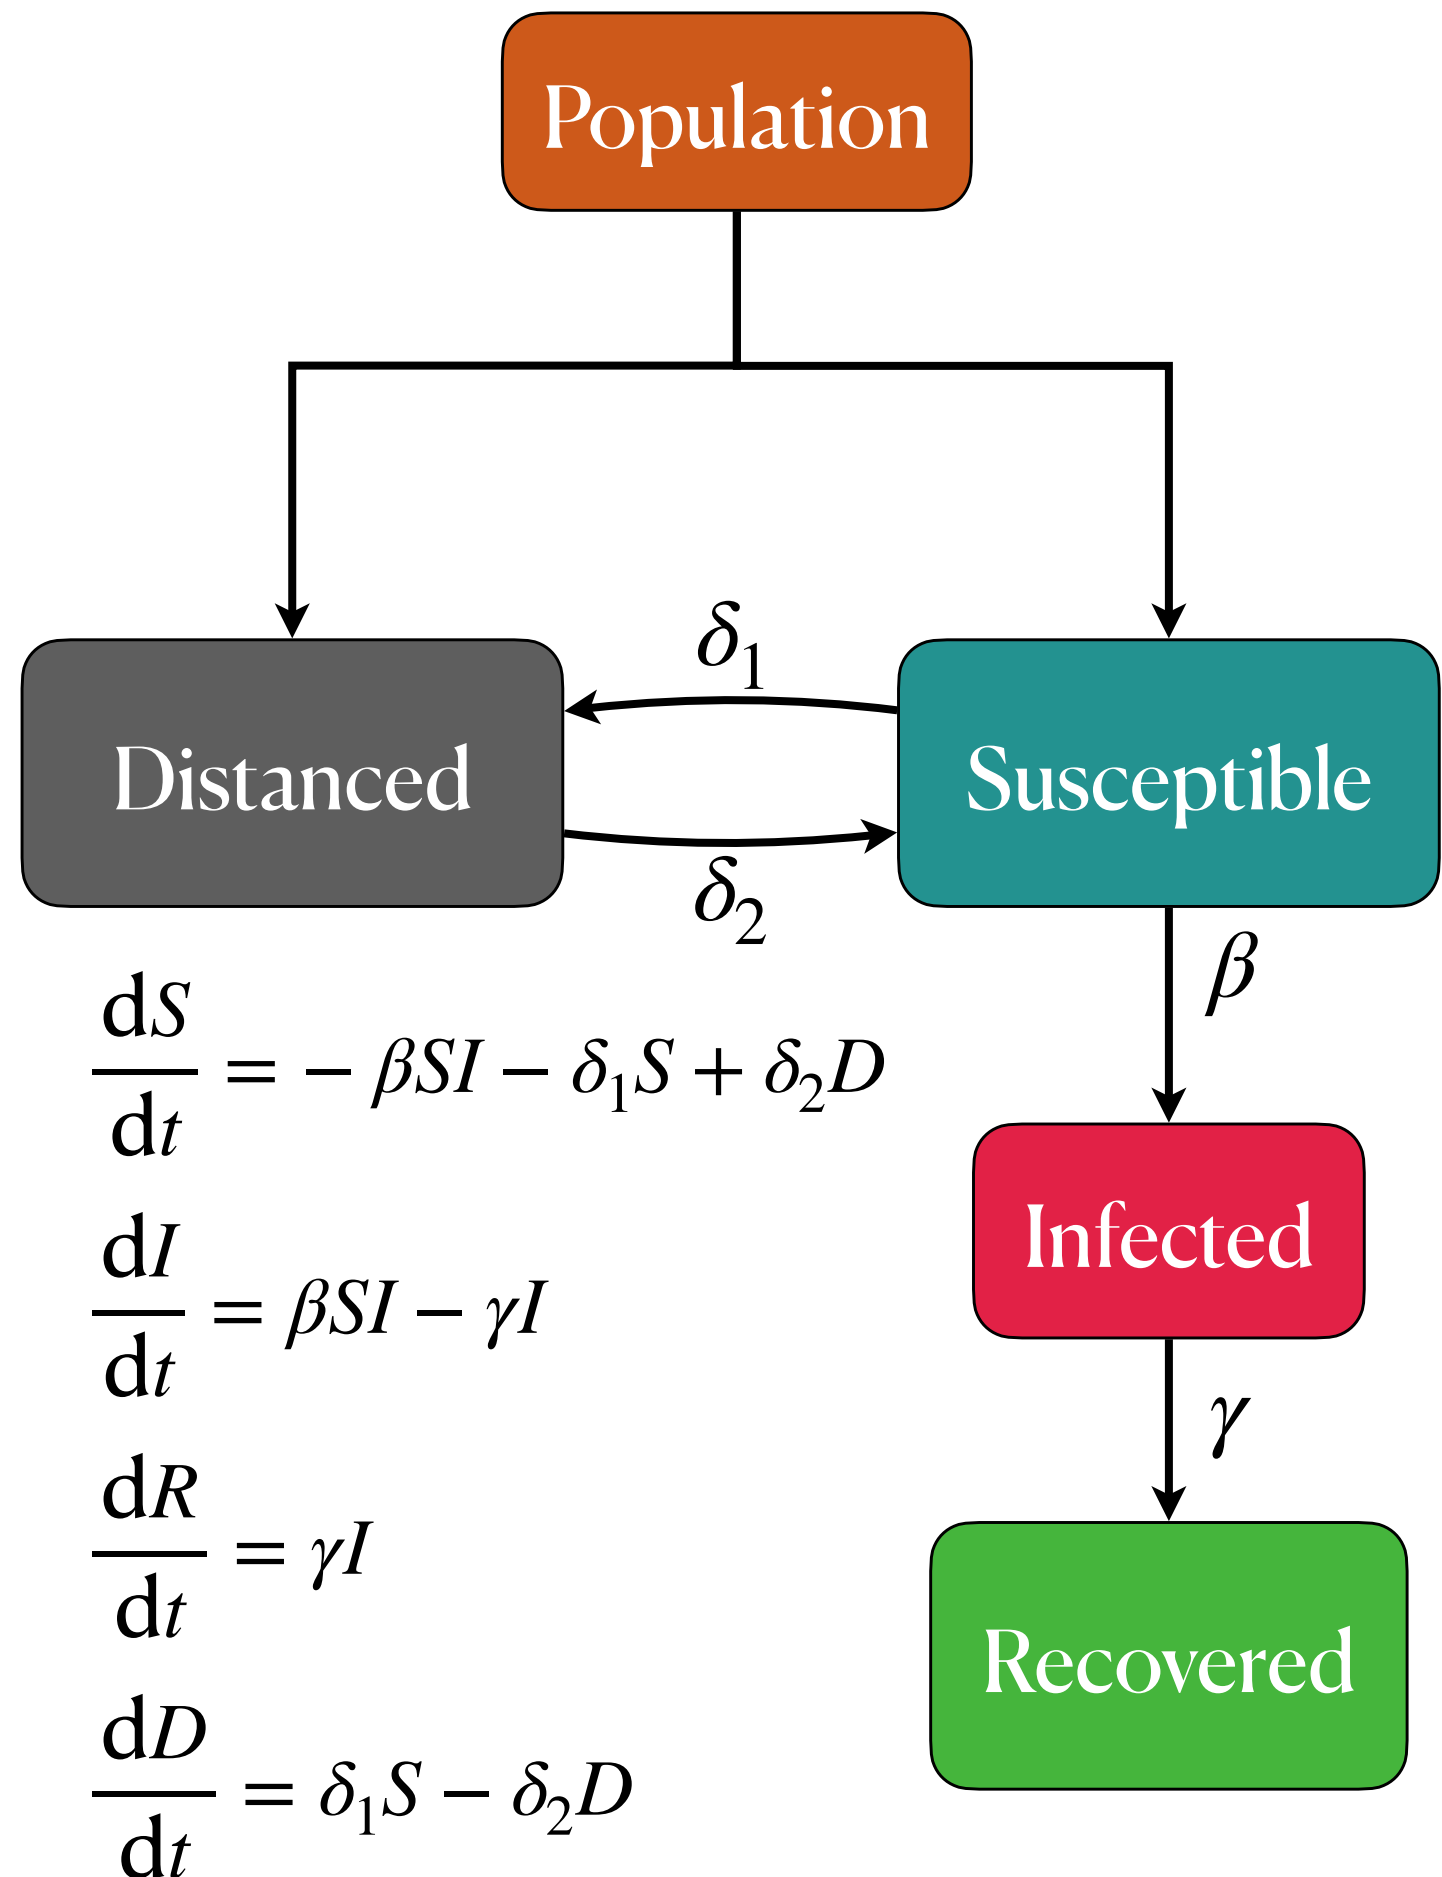 Population
δ₁
Distanced
Susceptible
δ₂
β
dS/dt = − βSI − δ₁S + δ₂D
Infected
dI/dt = βSI − γI
γ
dR/dt = γI
Recovered
dD/dt = δ₁S − δ₂D